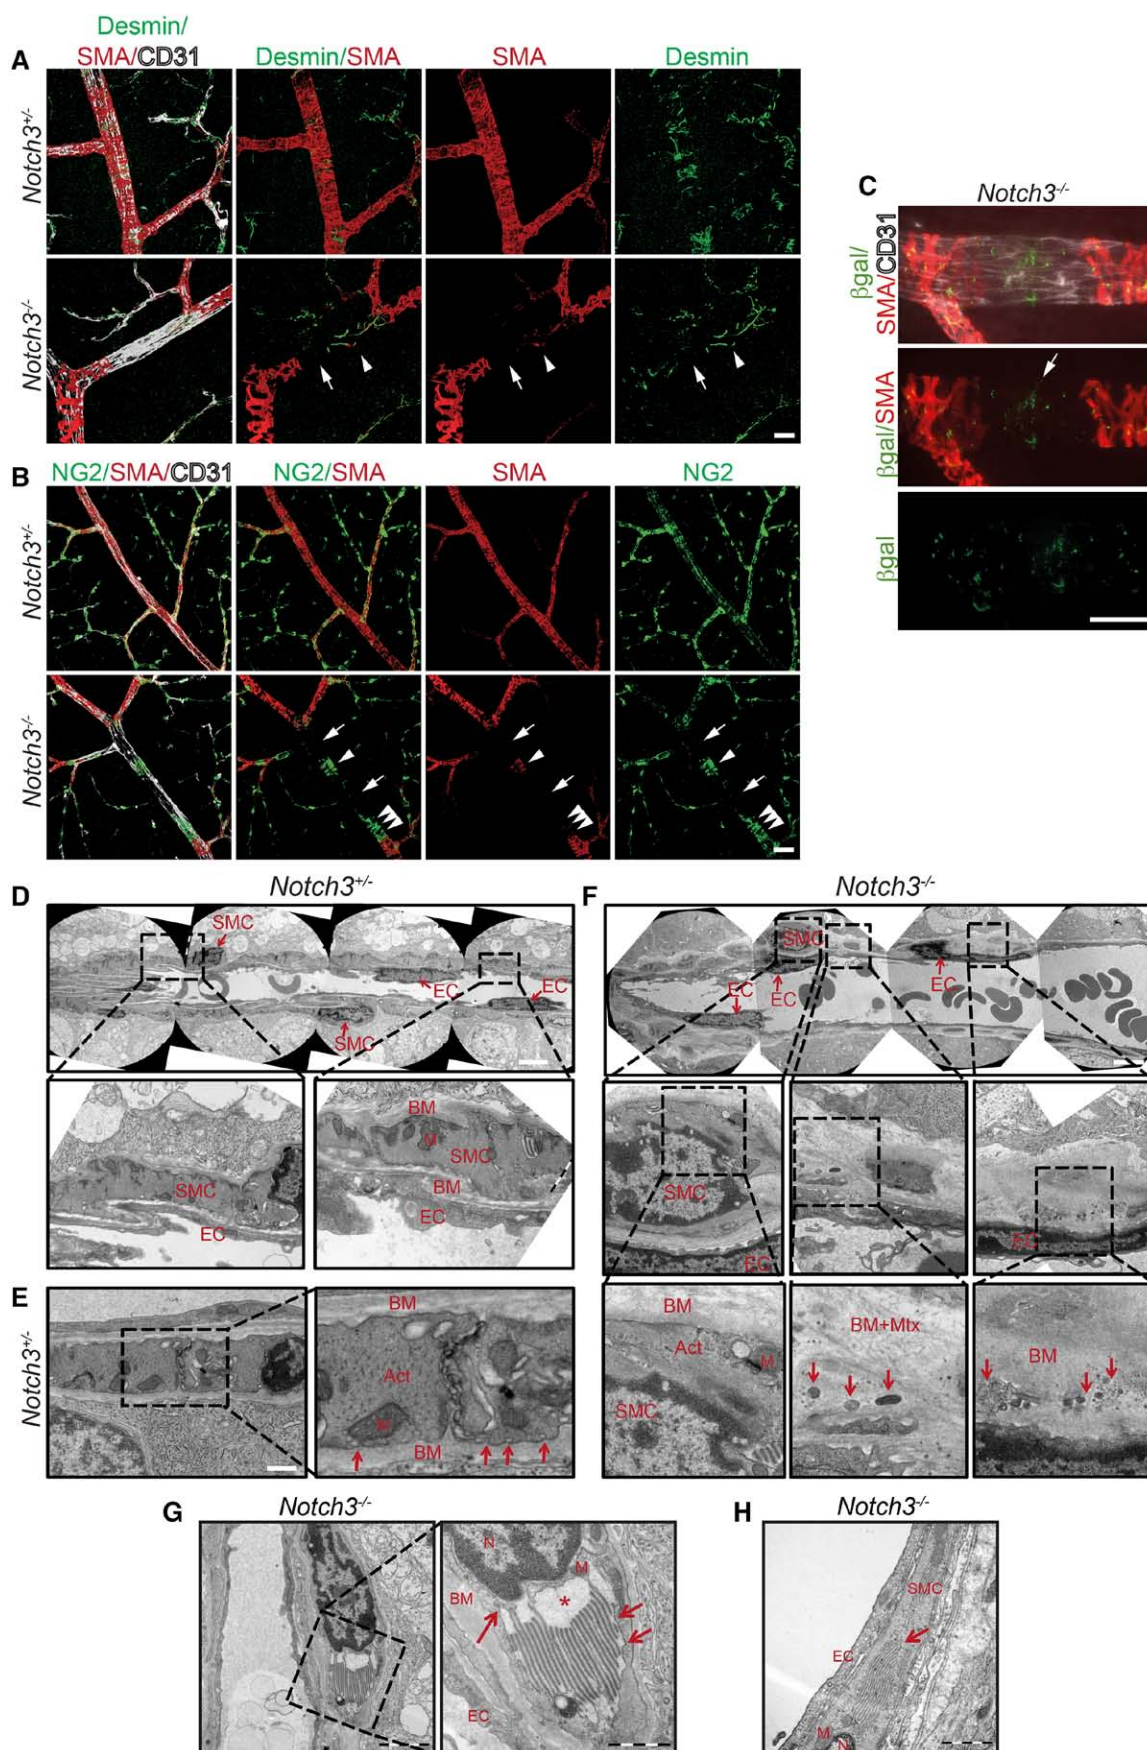 Desmin/
A SMA/CD31 Desmin/SMA SMA Desmin
Notch3+/-
Notch3-/-
B NG2/SMA/CD31 NG2/SMA SMA NG2
Notch3+/-
Notch3-/-
C Notch3-/-
βgal/
SMA/CD31
βgal/SMA
βgal
D Notch3+/-
SMC
EC
EC
SMC
SMC
EC
BM
M
SMC
BM
EC
E Notch3+/-
BM
Act
M
BM
F Notch3-/-
SMC
EC
EC
EC
SMC
EC
EC
BM
Act
M
SMC
BM+Mtx
BM
G Notch3-/-
N
M
BM
*
EC
H Notch3-/-
SMC
EC
M
N